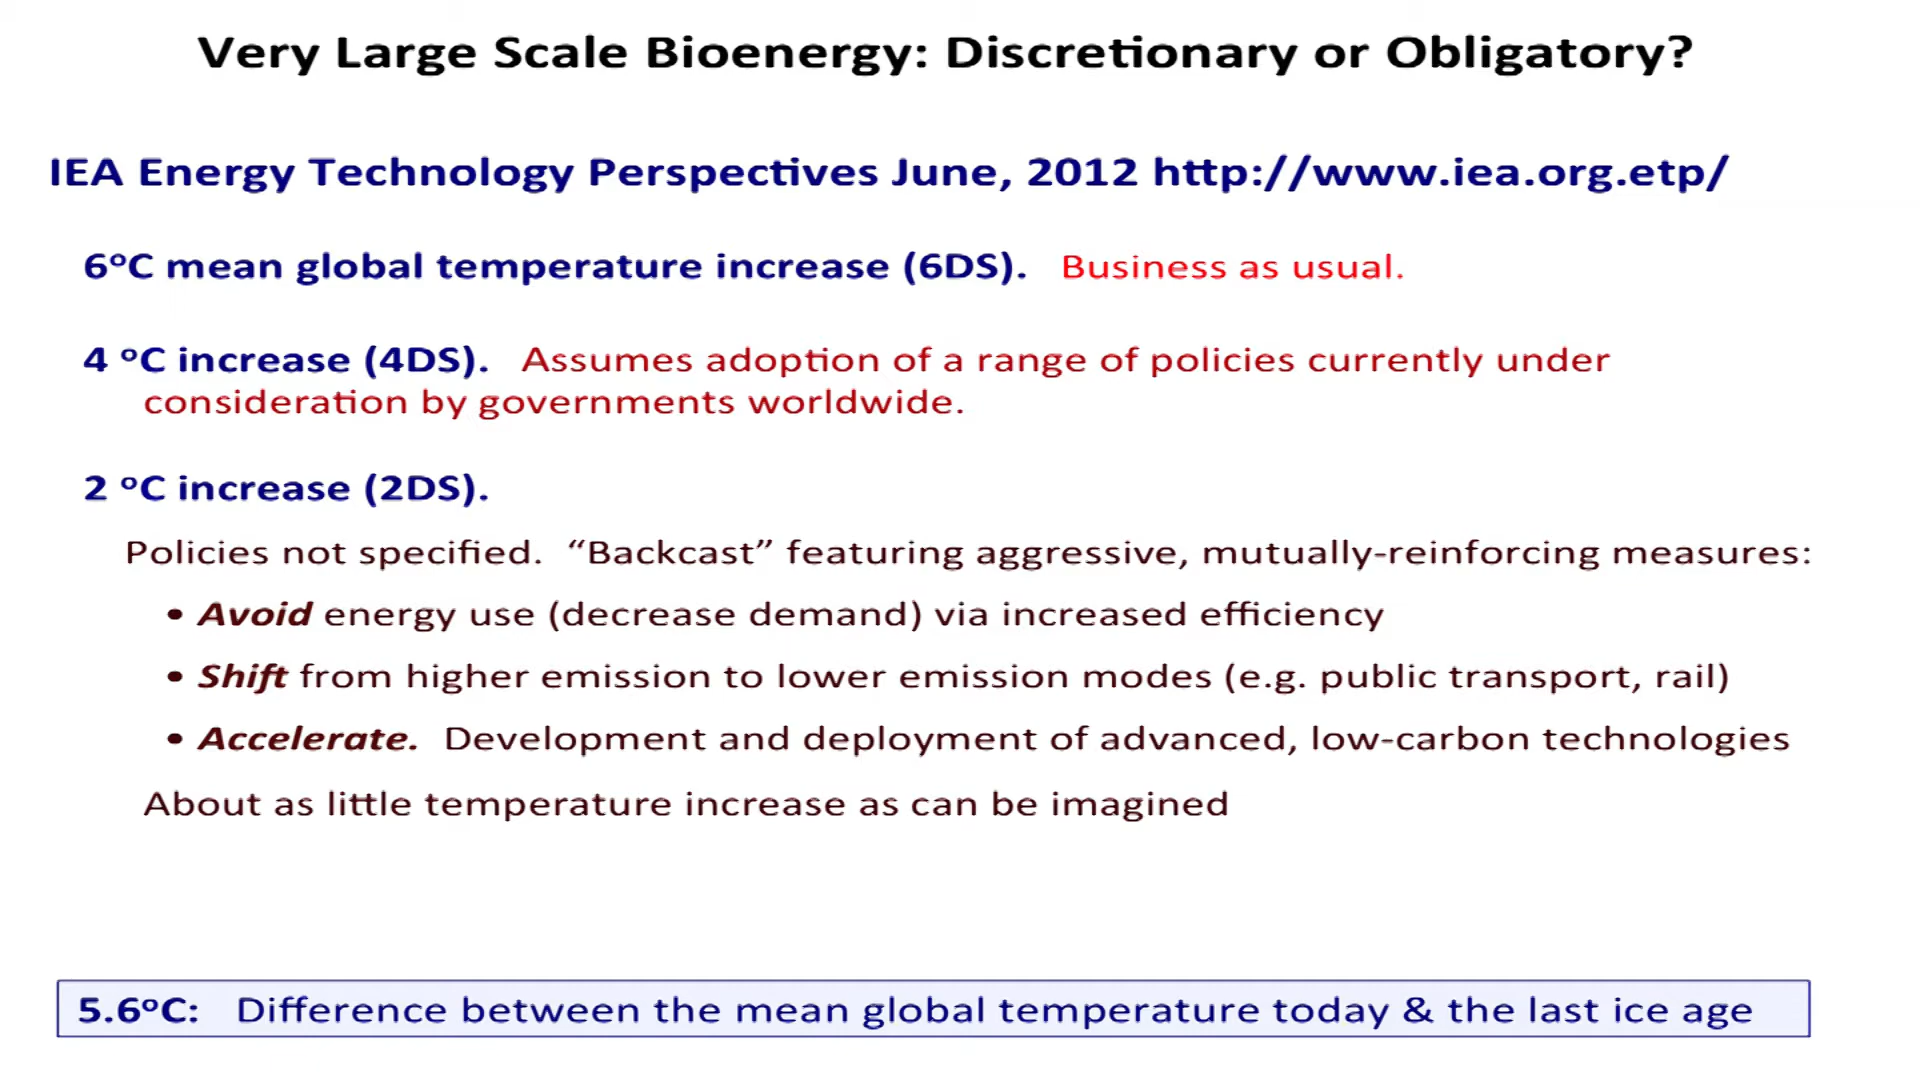 Very Large Scale Bioenergy: Discretionary or Obligatory?
IEA Energy Technology Perspectives June, 2012 http://www.iea.org.etp/
6°C mean global temperature increase (6DS). Business as usual.
4 °C increase (4DS). Assumes adoption of a range of policies currently under
consideration by governments worldwide.
2 °C increase (2DS).
Policies not specified. “Backcast” featuring aggressive, mutually-reinforcing measures:
• Avoid energy use (decrease demand) via increased efficiency
• Shift from higher emission to lower emission modes (e.g. public transport, rail)
• Accelerate. Development and deployment of advanced, low-carbon technologies
About as little temperature increase as can be imagined
5.6°C: Difference between the mean global temperature today & the last ice age